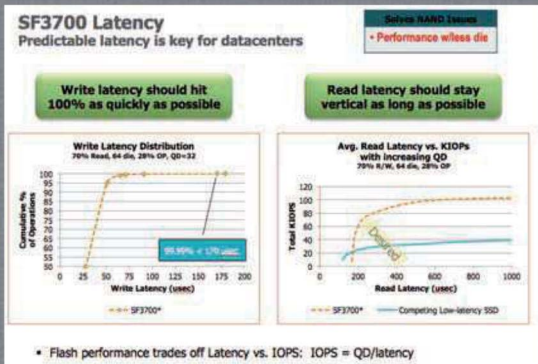 SF3700 Latency
Predictable latency is key for datacenters
Solves NAND Issues
• Performance w/less die
Write latency should hit
100% as quickly as possible
Read latency should stay
vertical as long as possible
Write Latency Distribution
70% Read, 64 die, 28% OP, QD=32
Cumulative %
of Operations
100
95
90
85
80
75
70
65
60
55
50
99.99% < 170 usec
0 25 50 75 100 125 150 175 200
Write Latency (usec)
SF3700*
Avg. Read Latency vs. KIOPs
with increasing QD
70% R/W, 64 die, 28% OP
Total KIOPS
120
100
80
60
40
20
0
Desired
0 200 400 600 800 1000
Read Latency (usec)
SF3700* Competing Low-latency SSD
• Flash performance trades off Latency vs. IOPS: IOPS = QD/latency